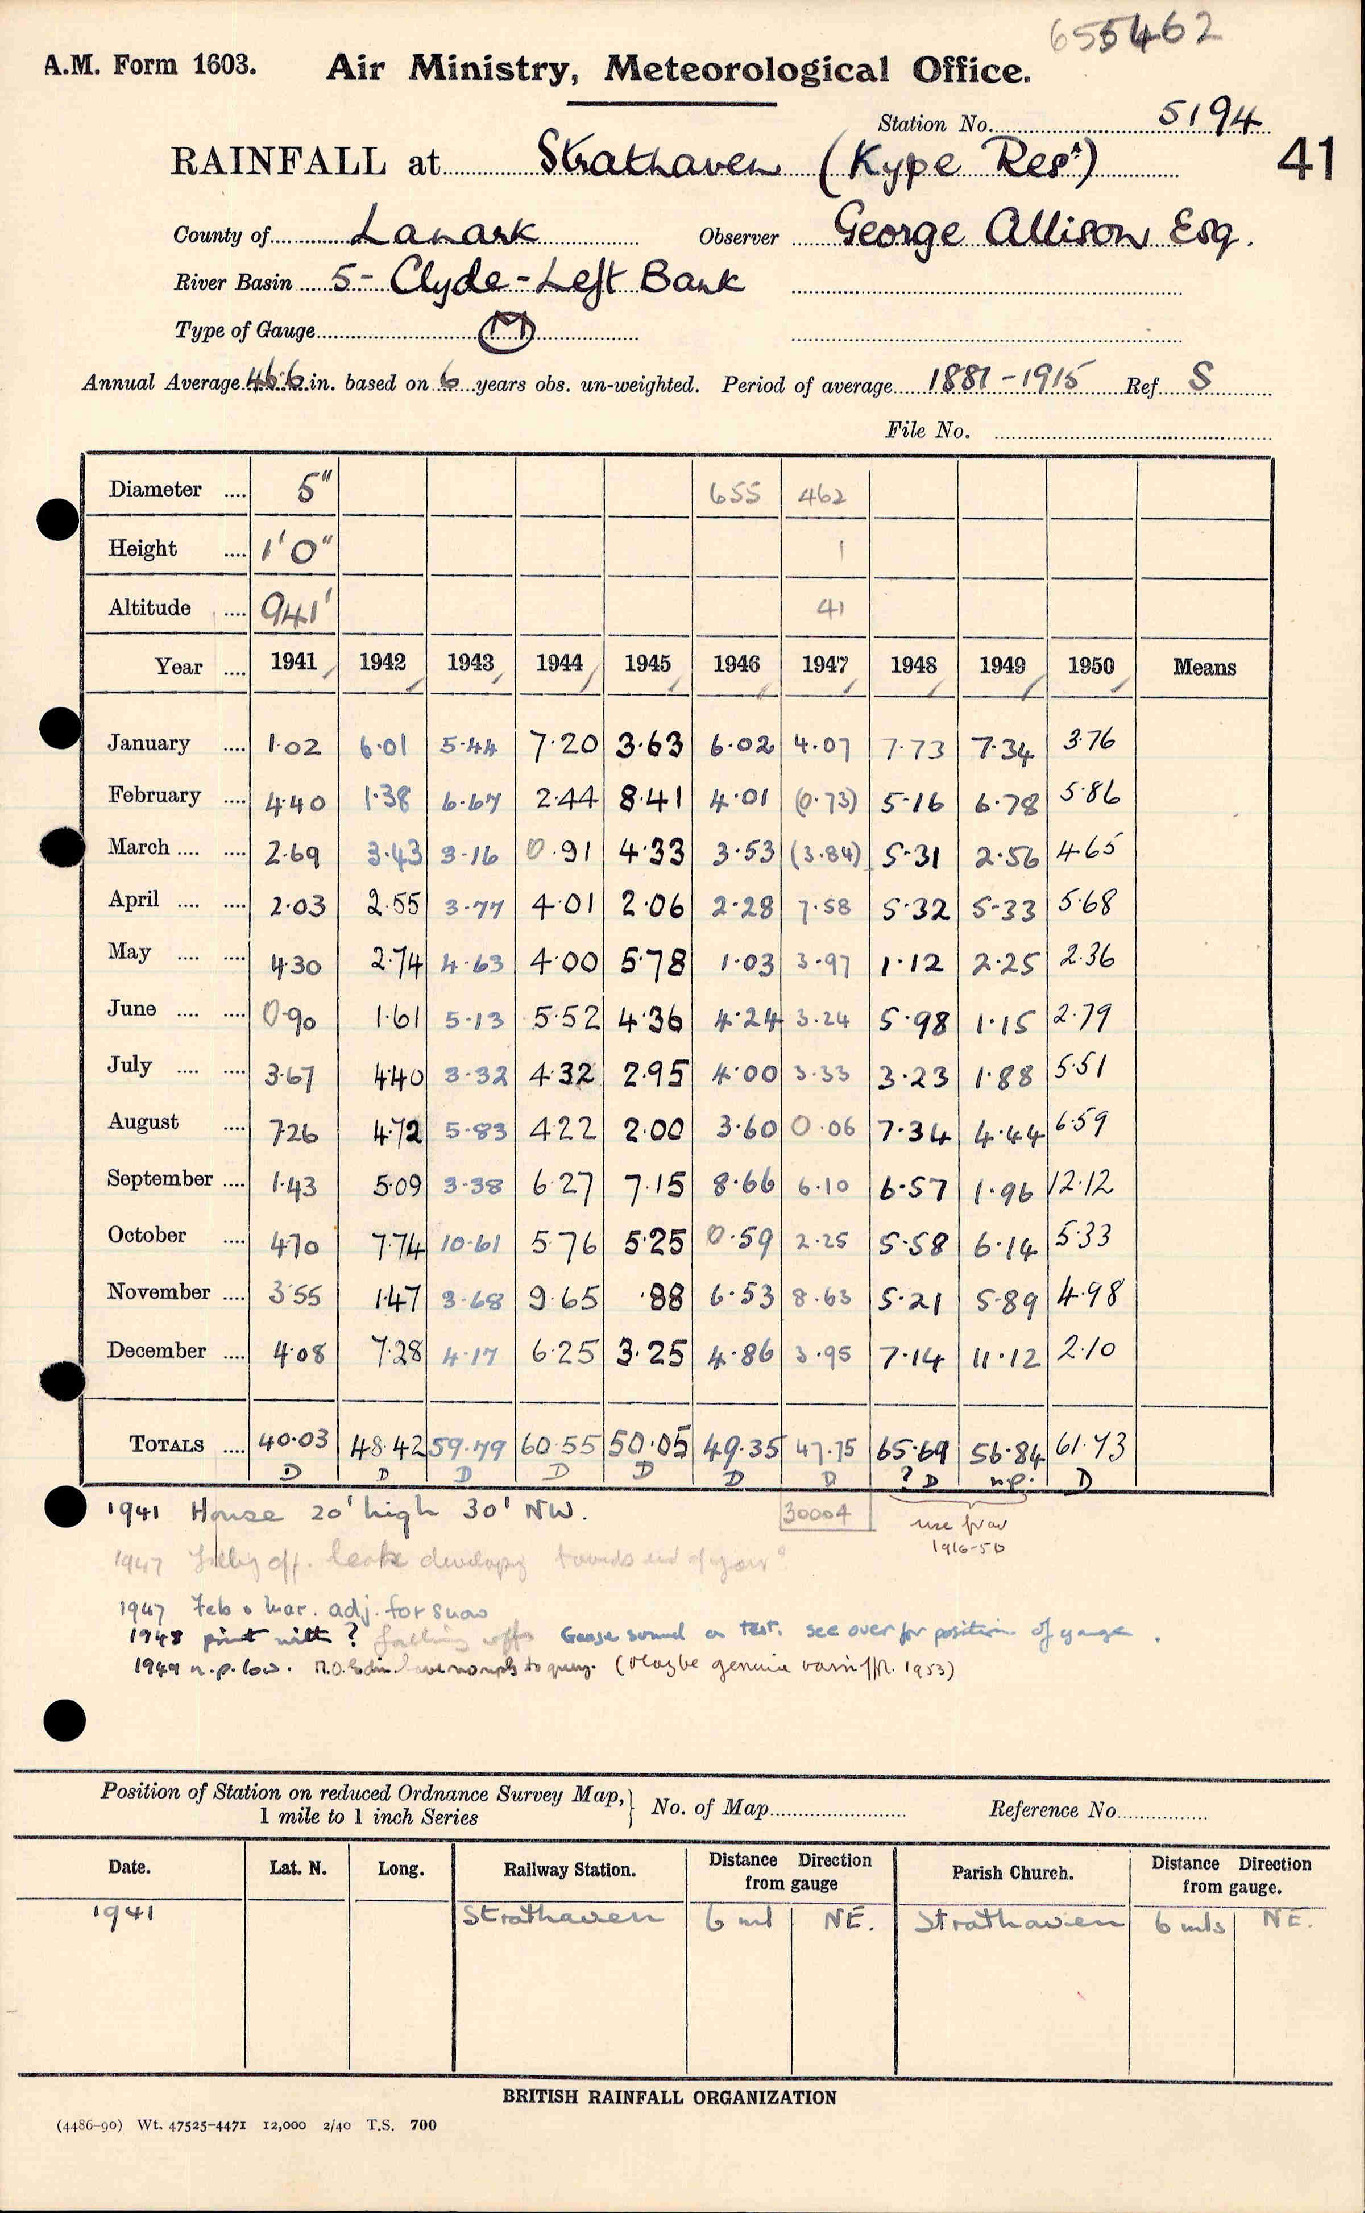 655462
A.M. Form 1603. Air Ministry, Meteorological Office.
Station No. 5194
RAINFALL at Strathaven (Kype Resr) 41
County of Lanark Observer George Allison Esq.
River Basin 5- Clyde-Left Bank
Type of Gauge M
Annual Average 46.6 in. based on 6 years obs. un-weighted. Period of average 1881-1915 Ref. S
File No.
Diameter .... 5" 655 462
Height .... 1'0" 1
Altitude .... 941' 41
Year .... 1941 1942 1943 1944 1945 1946 1947 1948 1949 1950 Means
January .... 1.02 6.01 5.44 7.20 3.63 6.02 4.07 7.73 7.34 3.76
February .... 4.40 1.38 6.67 2.44 8.41 4.01 (0.73) 5.16 6.78 5.86
March .... .... 2.69 3.43 3.16 0.91 4.33 3.53 (3.84) 5.31 2.56 4.65
April .... .... 2.03 2.55 3.77 4.01 2.06 2.28 7.58 5.32 5.33 5.68
May .... .... 4.30 2.74 4.63 4.00 5.78 1.03 3.97 1.12 2.25 2.36
June .... .... 0.90 1.61 5.13 5.52 4.36 4.24 3.24 5.98 1.15 2.79
July .... .... 3.67 4.40 3.32 4.32 2.95 4.00 3.33 3.23 1.88 5.51
August .... 7.26 4.72 5.83 4.22 2.00 3.60 0.06 7.34 4.44 6.59
September .... 1.43 5.09 3.38 6.27 7.15 8.66 6.10 6.57 1.96 12.12
October .... 4.70 7.74 10.61 5.76 5.25 0.59 2.25 5.58 6.14 5.33
November .... 3.55 1.47 3.68 9.65 .88 6.53 8.63 5.21 5.89 4.98
December .... 4.08 7.28 4.17 6.25 3.25 4.86 3.95 7.14 11.12 2.10
TOTALS .... 40.03 48.42 59.79 60.55 50.05 49.35 47.75 65.69 56.84 61.73
D D D D D D D ? D n.p. D
1941 House 20' high 30' NW. 30004 use for
1916-50
1947 off. leak developing towards end of year"
1947 Feb & Mar. adj. for snow
1948 ? falling off Gauge sound on test. see over for position of gauge.
1949 n.p. low. (Maybe genuine 1953)
Position of Station on reduced Ordnance Survey Map, 1 mile to 1 inch Series No. of Map Reference No.
Date. Lat. N. Long. Railway Station. Distance Direction from gauge Parish Church. Distance Direction from gauge.
1941 Strathaven 6 ml NE. Strathaven 6 mls NE.
BRITISH RAINFALL ORGANIZATION
(4486-90) Wt. 47525-4471 12,000 2/40 T.S. 700